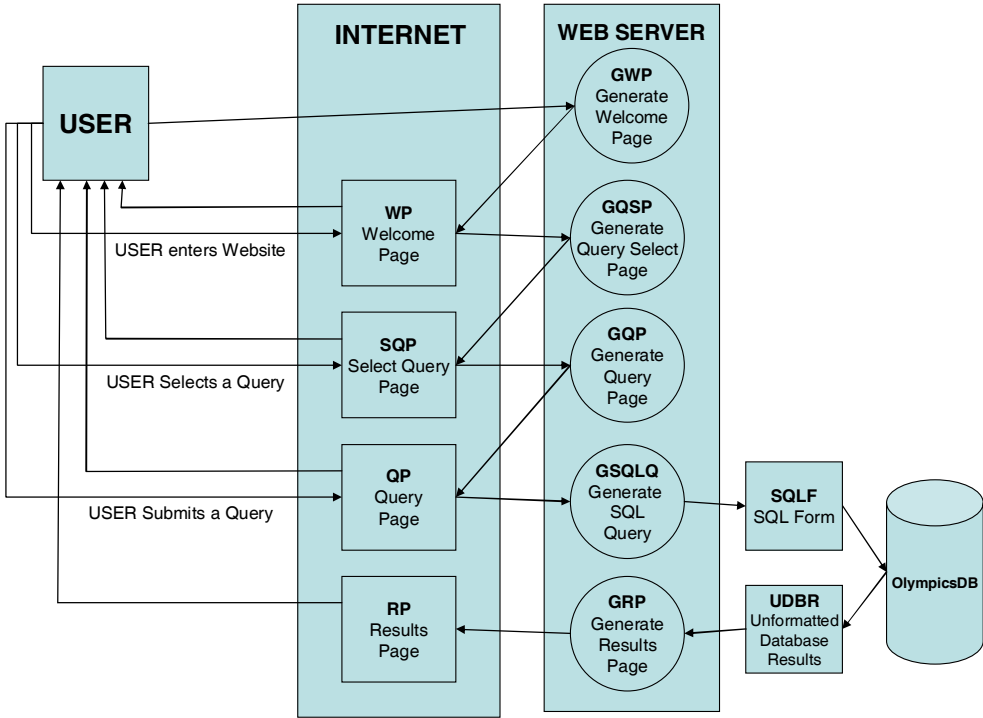 INTERNET
WEB SERVER
USER
GWP
Generate
Welcome
Page
WP
Welcome
Page
GQSP
Generate
Query Select
Page
USER enters Website
SQP
Select Query
Page
GQP
Generate
Query
Page
USER Selects a Query
QP
Query
Page
GSQLQ
Generate
SQL
Query
SQLF
SQL Form
USER Submits a Query
OlympicsDB
RP
Results
Page
GRP
Generate
Results
Page
UDBR
Unformatted
Database
Results